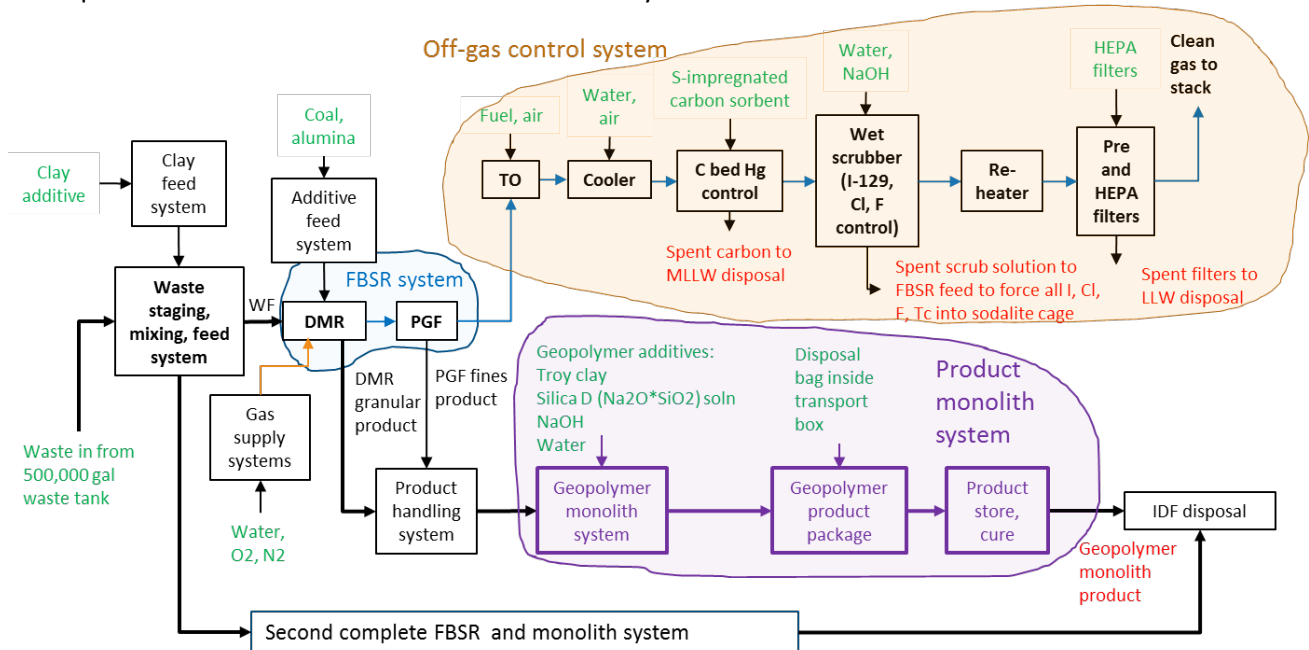 Off-gas control system
Water,
NaOH
HEPA
filters
Clean
gas to
stack
S-impregnated
carbon sorbent
Water,
air
Fuel, air
Coal,
alumina
Clay
additive
Clay
feed
system
Additive
feed
system
TO
Cooler
C bed Hg
control
Wet
scrubber
(I-129,
Cl, F
control)
Re-
heater
Pre
and
HEPA
filters
Spent carbon to
MLLW disposal
Spent scrub solution to
FBSR feed to force all I, Cl,
F, Tc into sodalite cage
Spent filters to
LLW disposal
FBSR system
Waste
staging,
mixing, feed
system
WF
DMR
PGF
Geopolymer additives:
Troy clay
Silica D (Na2O*SiO2) soln
NaOH
Water
Disposal
bag inside
transport
box
Product
monolith
system
DMR
granular
product
PGF fines
product
Gas
supply
systems
Waste in from
500,000 gal
waste tank
Water,
O2, N2
Product
handling
system
Geopolymer
monolith
system
Geopolymer
product
package
Product
store,
cure
IDF disposal
Geopolymer
monolith
product
Second complete FBSR and monolith system